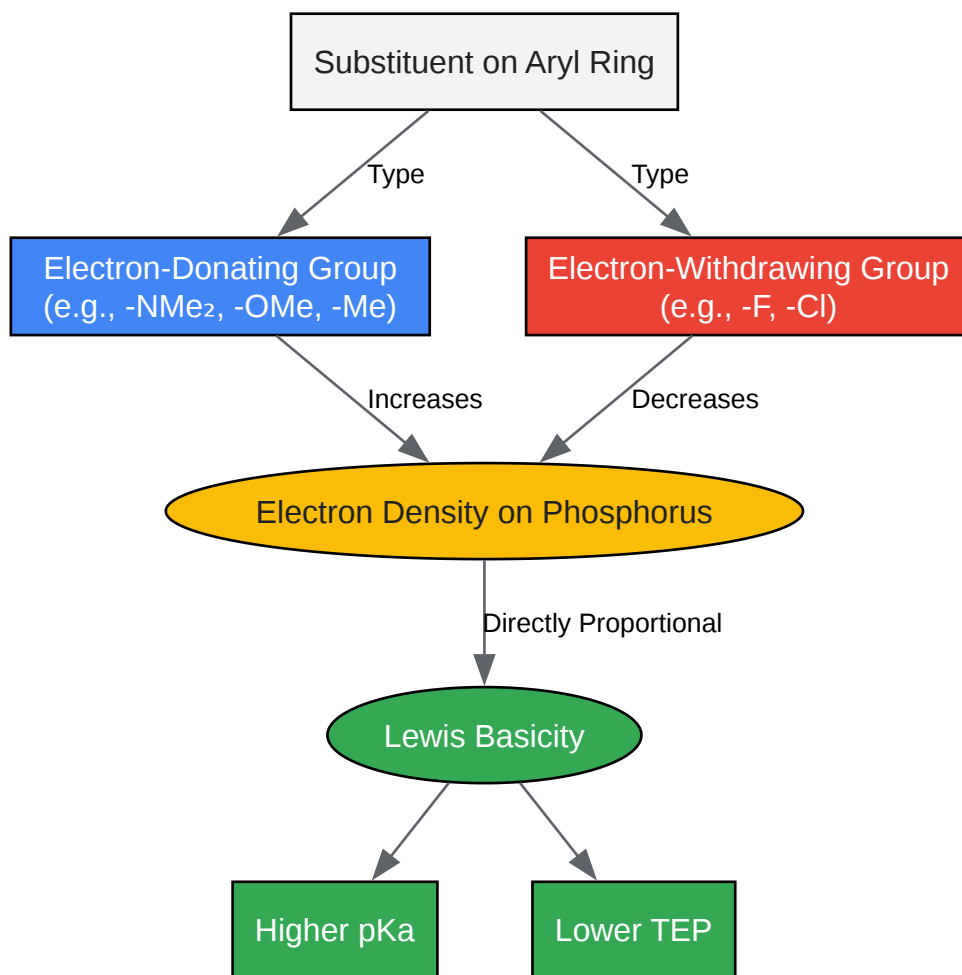 Substituent on Aryl Ring
Type
Type
Electron-Donating Group
(e.g., -NMe₂, -OMe, -Me)
Electron-Withdrawing Group
(e.g., -F, -Cl)
Increases
Decreases
Electron Density on Phosphorus
Directly Proportional
Lewis Basicity
Higher pKa
Lower TEP